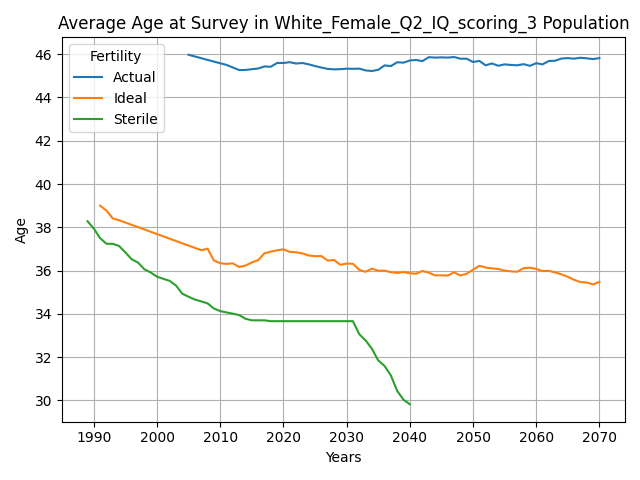 Average Age at Survey in White_Female_Q2_IQ_scoring_3 Population
Fertility
Actual
Ideal
Sterile
Age
46
44
42
40
38
36
34
32
30
1990
2000
2010
2020
2030
2040
2050
2060
2070
Years